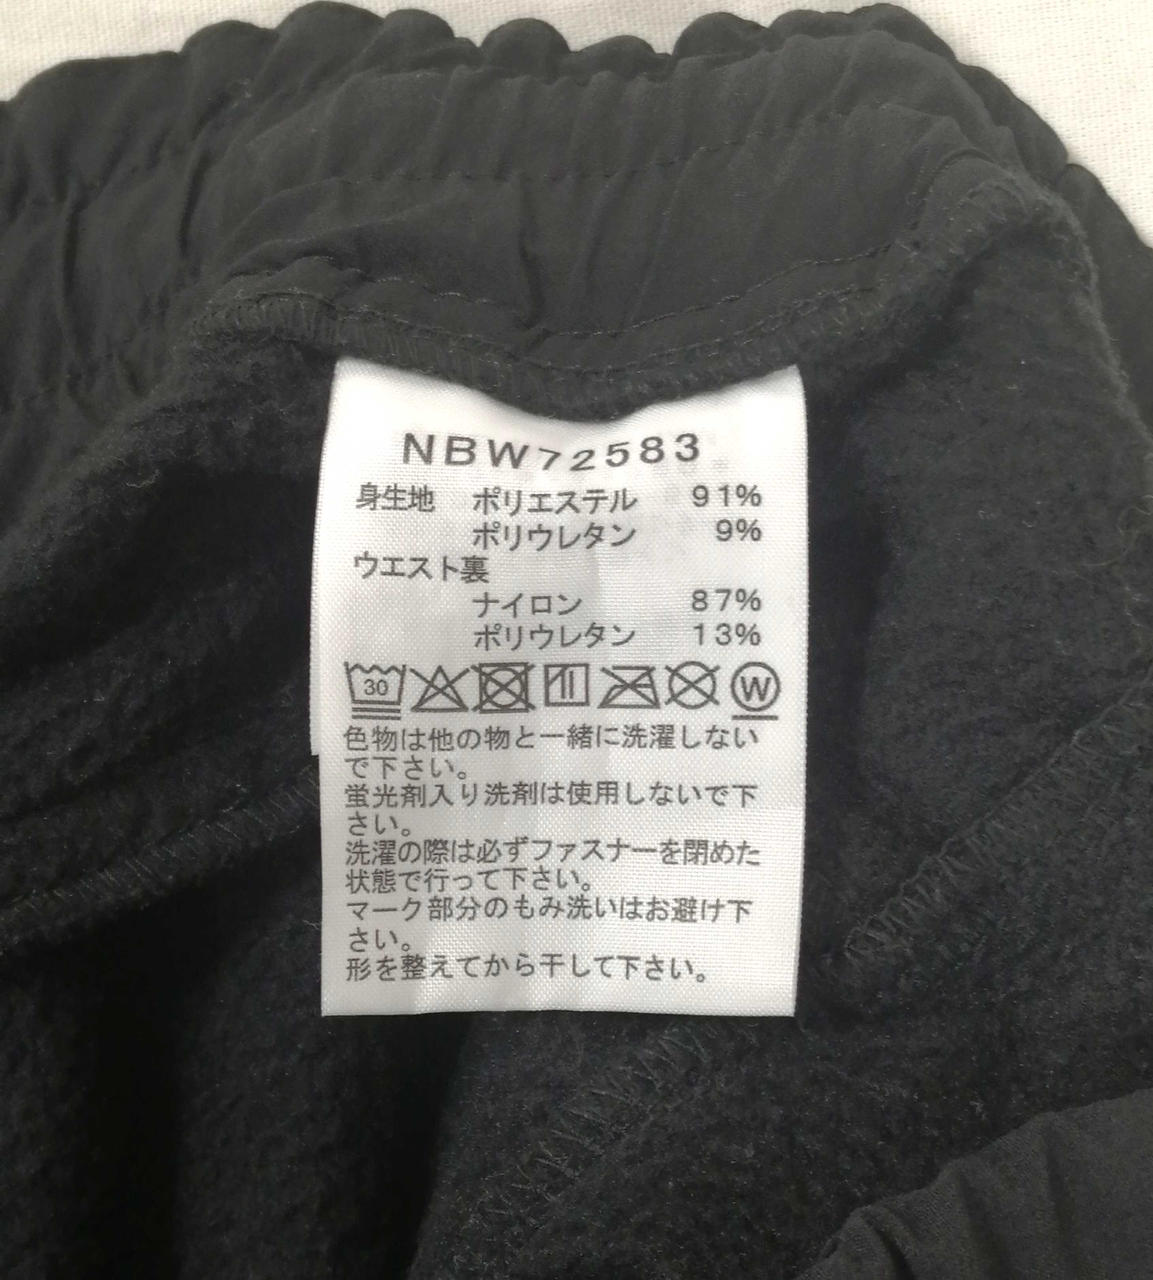 NBW72583
身生地 ポリエステル 91%
ポリウレタン 9%
ウエスト裏
ナイロン 87%
ポリウレタン 13%
30 W
色物は他の物と一緒に洗濯しない
で下さい。
蛍光剤入り洗剤は使用しないで下
さい。
洗濯の際は必ずファスナーを閉めた
状態で行って下さい。
マーク部分のもみ洗いはお避け下
さい。
形を整えてから干して下さい。